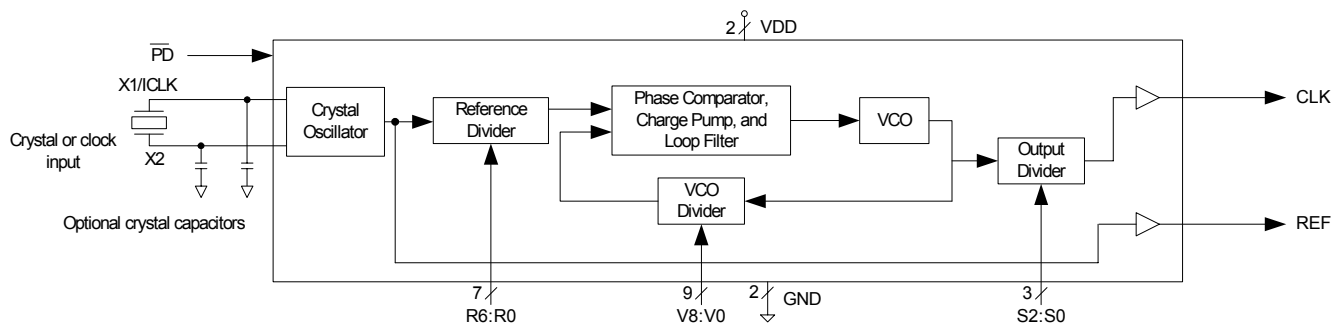 2 VDD
PD
X1/ICLK
Crystal or clock
input
X2
Optional crystal capacitors
Crystal
Oscillator
Reference
Divider
Phase Comparator,
Charge Pump, and
Loop Filter
VCO
VCO
Divider
Output
Divider
CLK
REF
7
R6:R0
9
V8:V0
2
GND
3
S2:S0